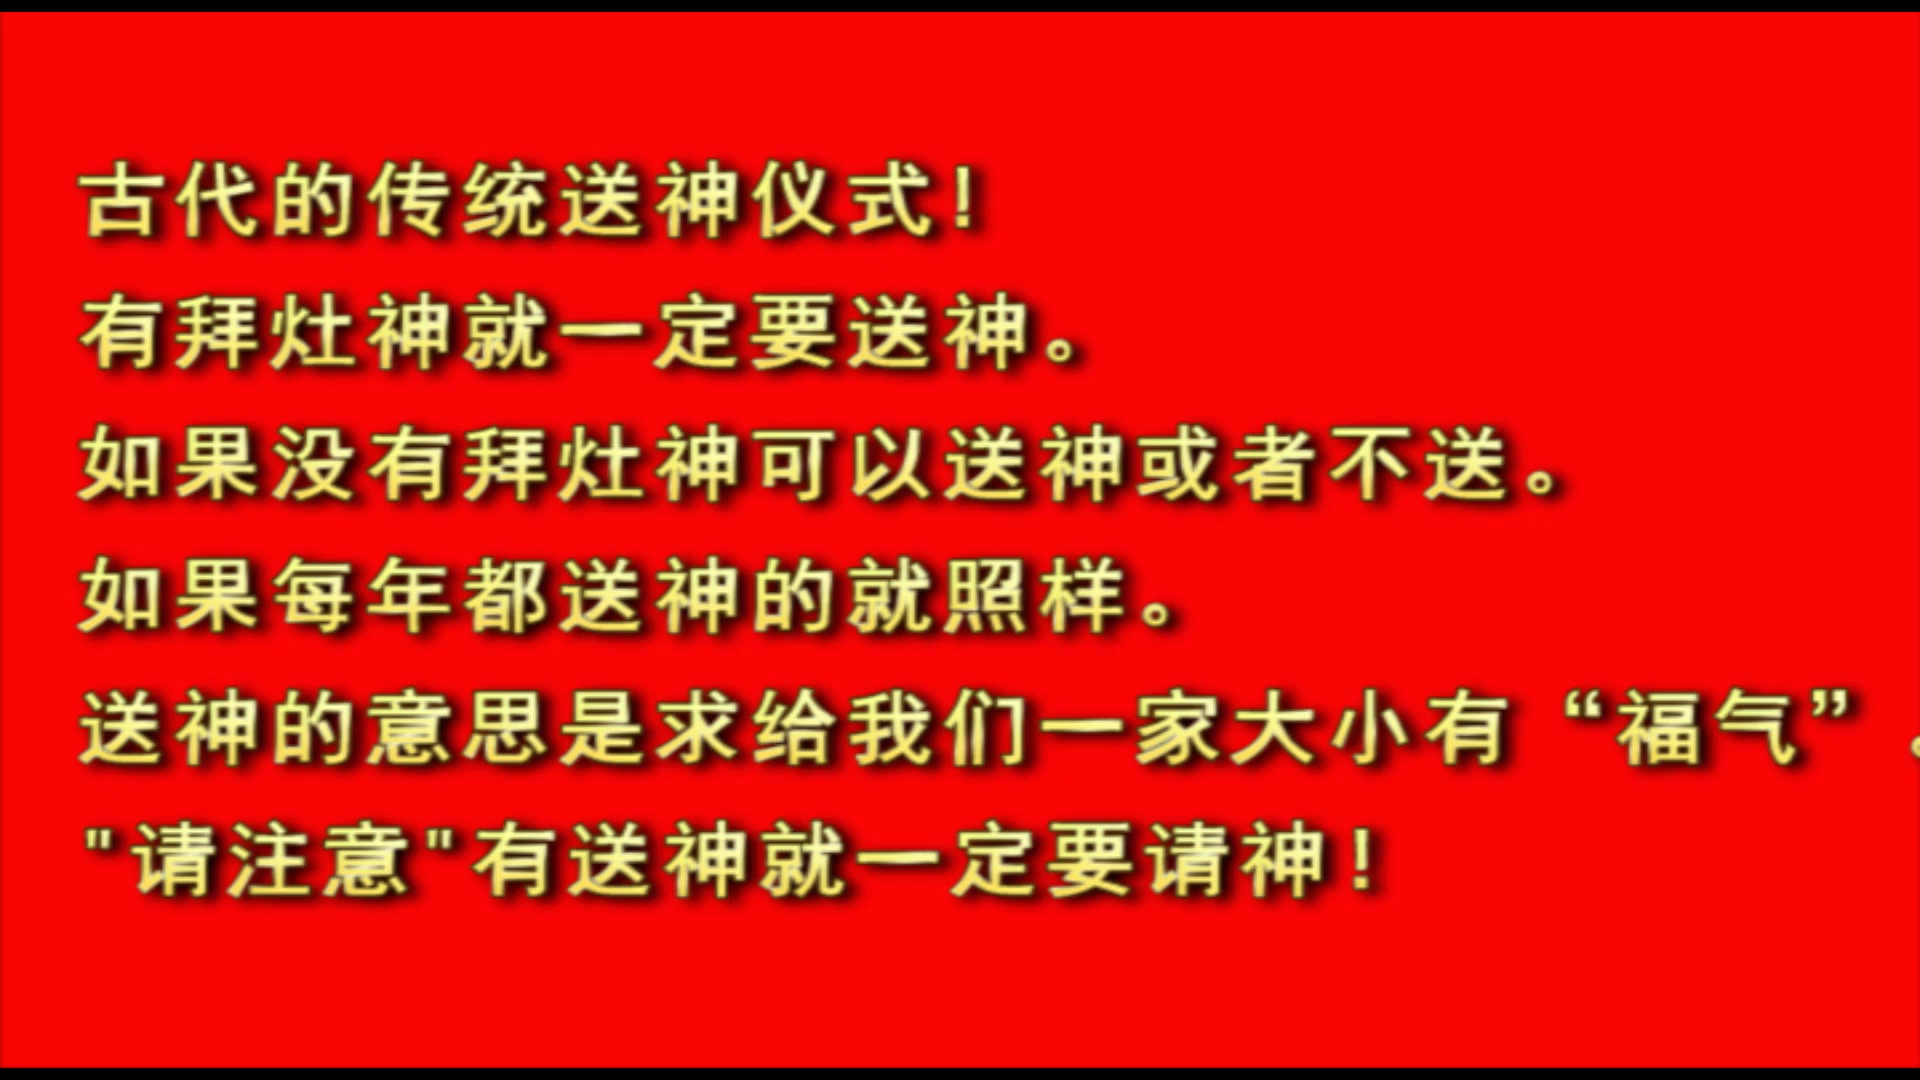 古代的传统送神仪式！
有拜灶神就一定要送神。
如果没有拜灶神可以送神或者不送。
如果每年都送神的就照样。
送神的意思是求给我们一家大小有“福气”。
"请注意"有送神就一定要请神！